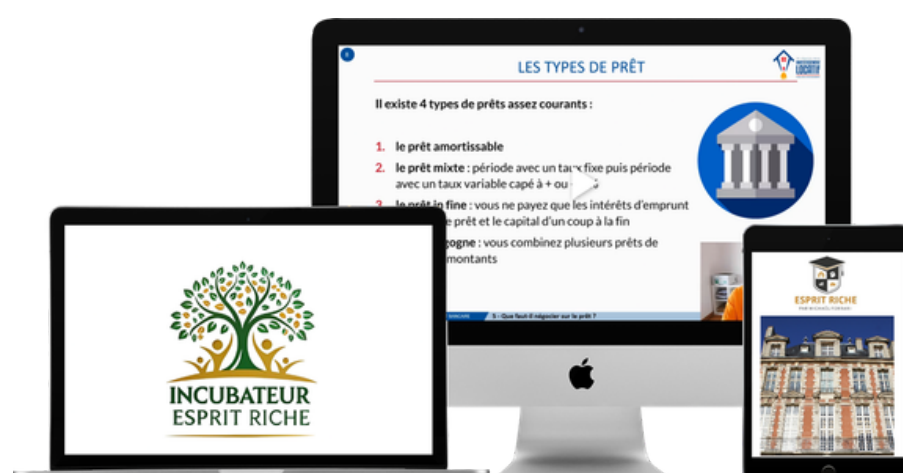 LES TYPES DE PRÊT
LOCATIF
Il existe 4 types de prêts assez courants :
1. le prêt amortissable
2. le prêt mixte : période avec un taux fixe puis période
avec un taux variable capé à + ou
3. le prêt in fine : vous ne payez que les intérêts d'emprunt
prêt et le capital d'un coup à la fin
gogne : vous combinez plusieurs prêts de
montants
5 - Que faut-il négocier sur le prêt ?
INCUBATEUR
ESPRIT RICHE
ESPRIT RICHE